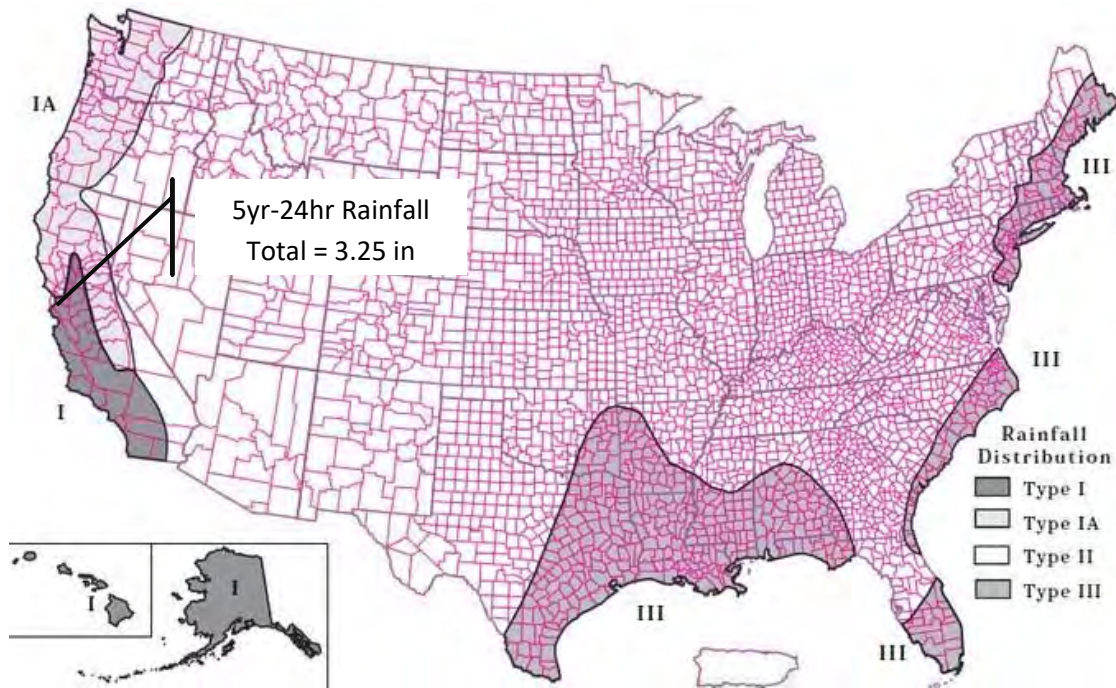 IA
5yr-24hr Rainfall
Total = 3.25 in
III
III
I
Rainfall
Distribution
Type I
Type IA
Type II
Type III
I
I
III
III